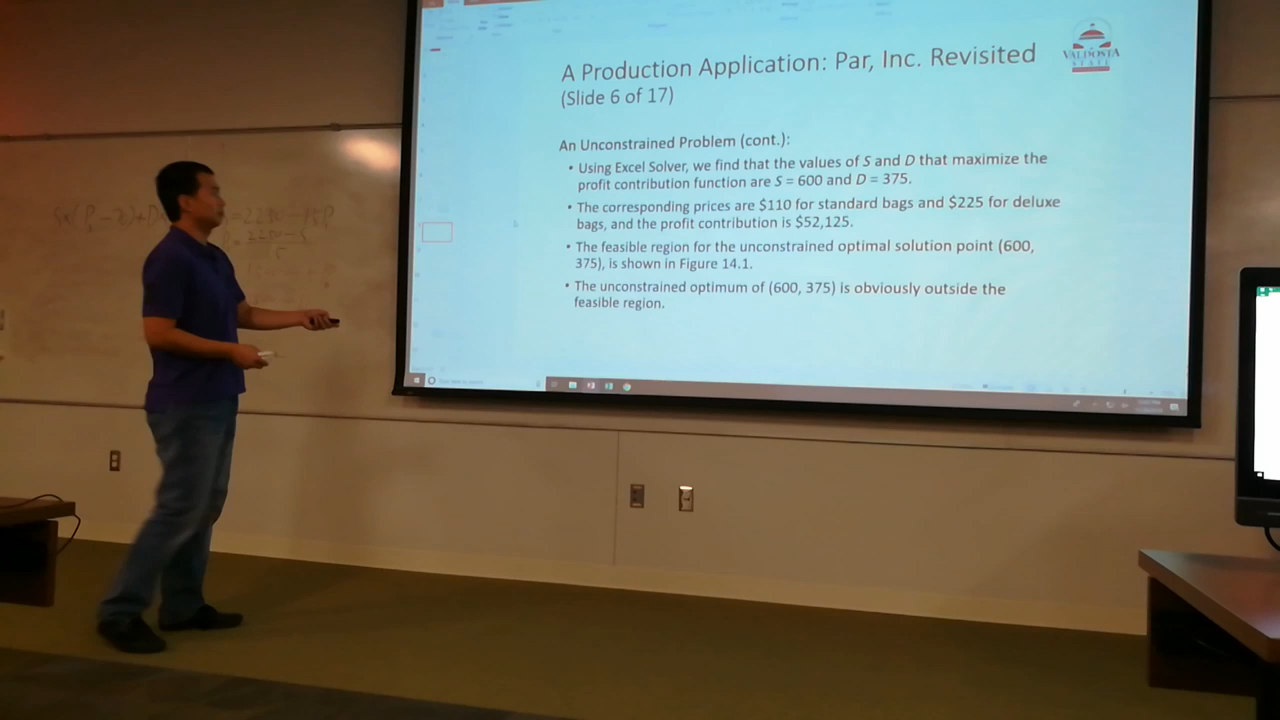 A Production Application: Par, Inc. Revisited
(Slide 6 of 17)
VALDOSTA
STATE
An Unconstrained Problem (cont.):
• Using Excel Solver, we find that the values of S and D that maximize the
profit contribution function are S = 600 and D = 375.
• The corresponding prices are $110 for standard bags and $225 for deluxe
bags, and the profit contribution is $52,125.
• The feasible region for the unconstrained optimal solution point (600,
375), is shown in Figure 14.1.
• The unconstrained optimum of (600, 375) is obviously outside the
feasible region.